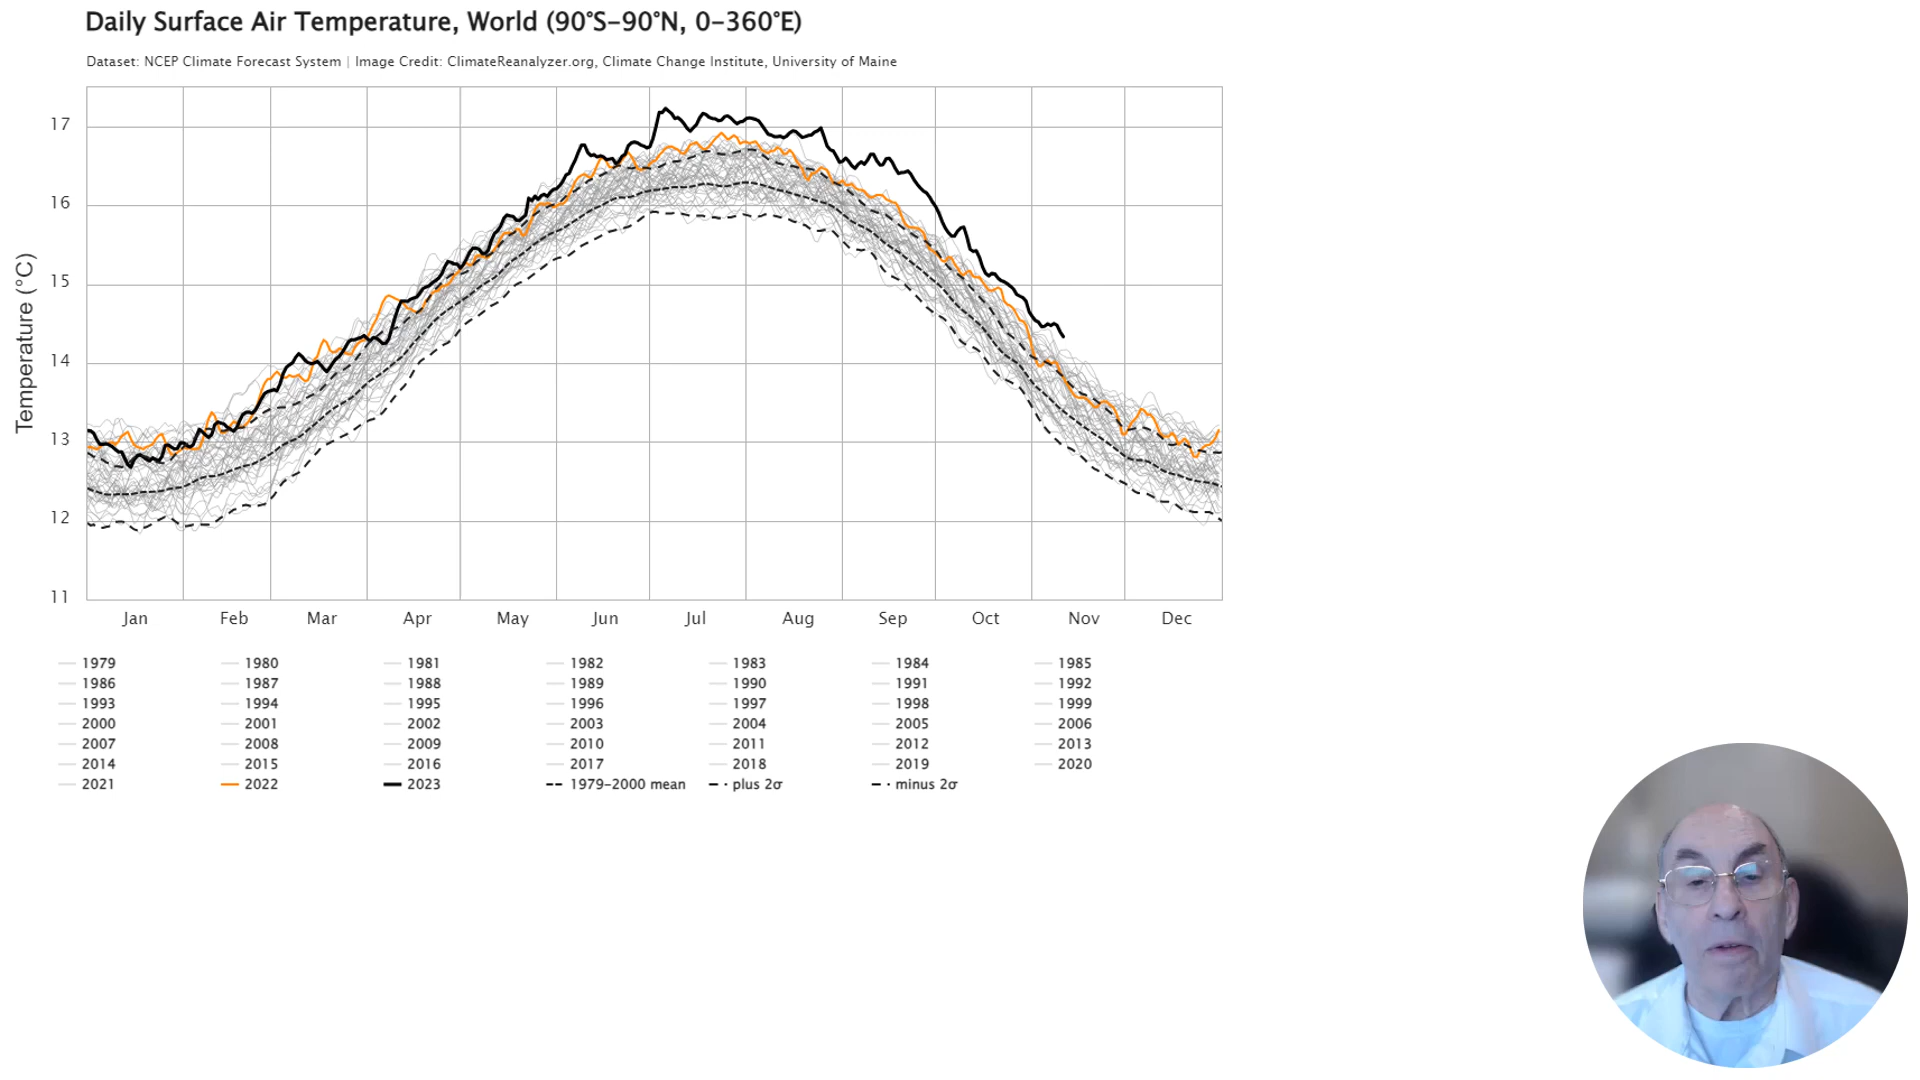 Daily Surface Air Temperature, World (90°S–90°N, 0–360°E)
Dataset: NCEP Climate Forecast System | Image Credit: ClimateReanalyzer.org, Climate Change Institute, University of Maine
Temperature (°C)
17
16
15
14
13
12
11
Jan Feb Mar Apr May Jun Jul Aug Sep Oct Nov Dec
1979 1980 1981 1982 1983 1984 1985
1986 1987 1988 1989 1990 1991 1992
1993 1994 1995 1996 1997 1998 1999
2000 2001 2002 2003 2004 2005 2006
2007 2008 2009 2010 2011 2012 2013
2014 2015 2016 2017 2018 2019 2020
2021 2022 2023 1979–2000 mean plus 2σ minus 2σ